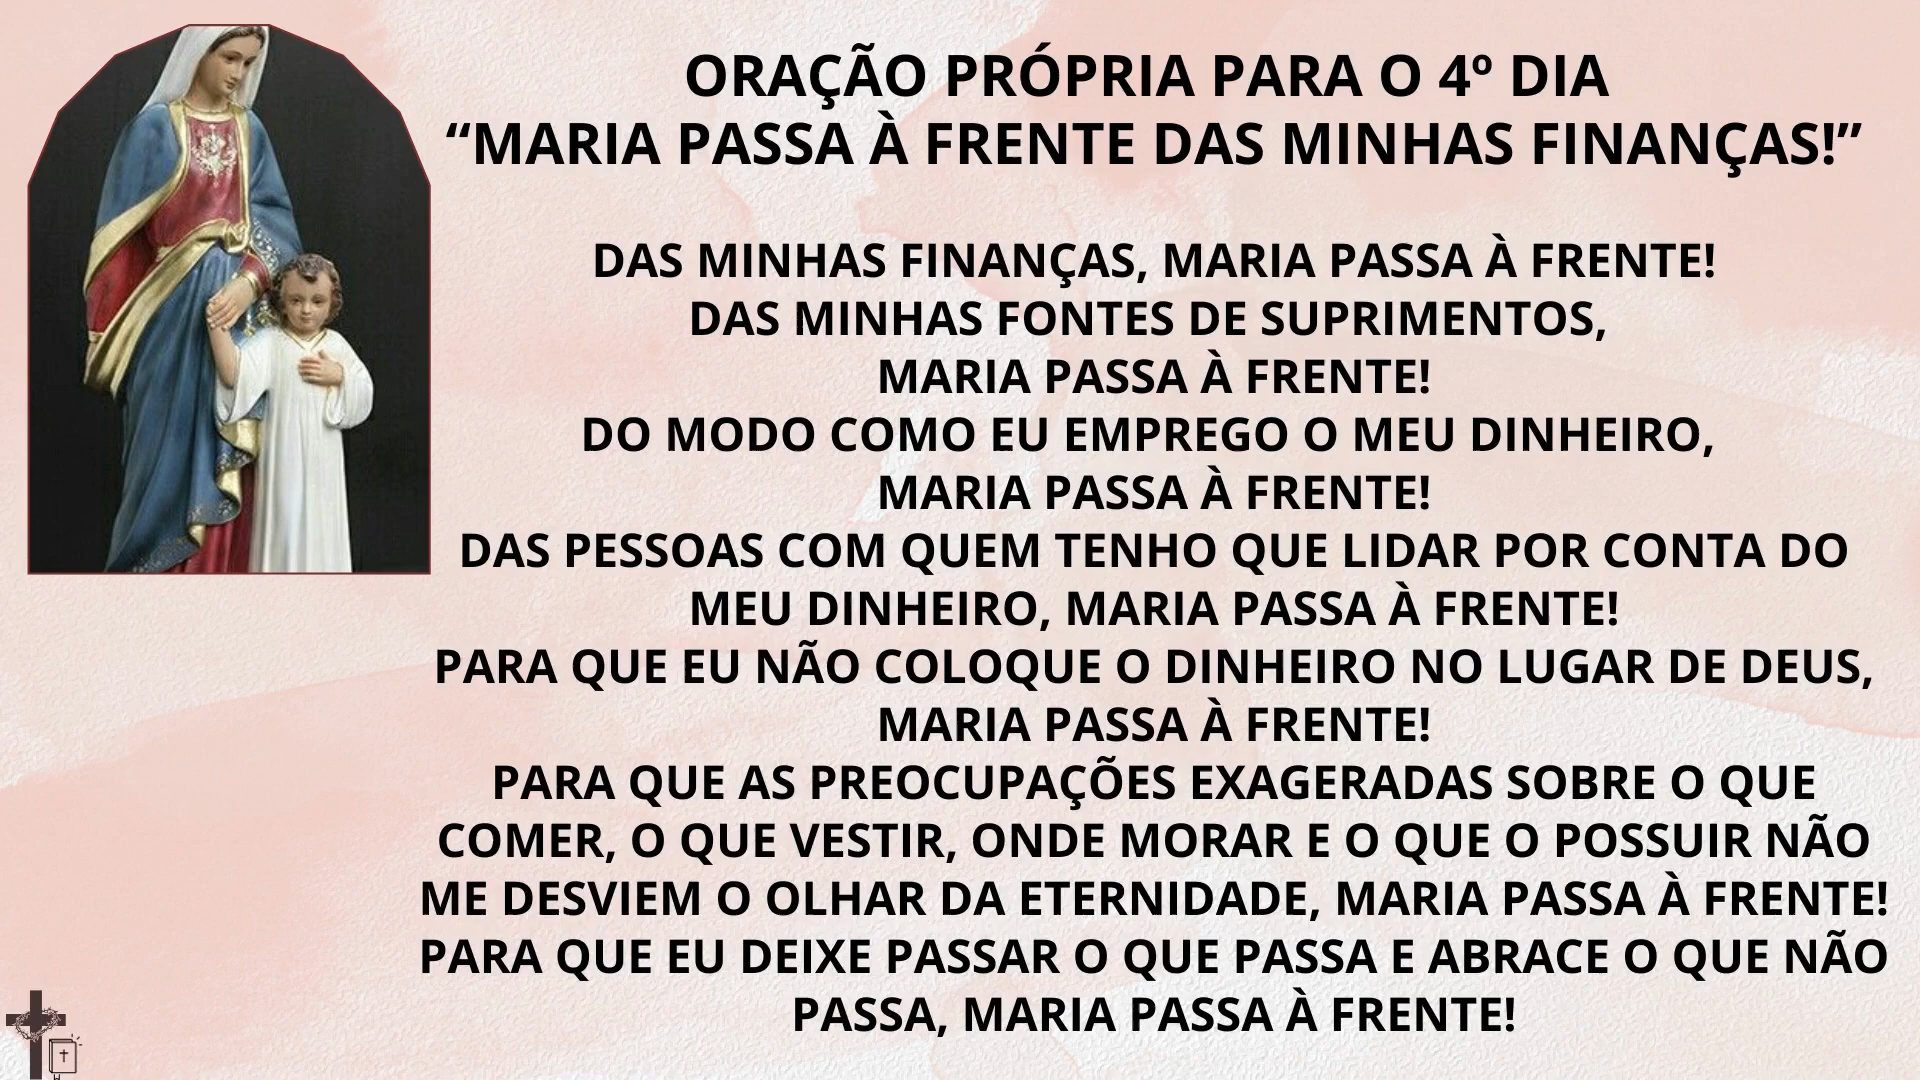 ORAÇÃO PRÓPRIA PARA O 4º DIA
“MARIA PASSA À FRENTE DAS MINHAS FINANÇAS!”
DAS MINHAS FINANÇAS, MARIA PASSA À FRENTE!
DAS MINHAS FONTES DE SUPRIMENTOS,
MARIA PASSA À FRENTE!
DO MODO COMO EU EMPREGO O MEU DINHEIRO,
MARIA PASSA À FRENTE!
DAS PESSOAS COM QUEM TENHO QUE LIDAR POR CONTA DO
MEU DINHEIRO, MARIA PASSA À FRENTE!
PARA QUE EU NÃO COLOQUE O DINHEIRO NO LUGAR DE DEUS,
MARIA PASSA À FRENTE!
PARA QUE AS PREOCUPAÇÕES EXAGERADAS SOBRE O QUE
COMER, O QUE VESTIR, ONDE MORAR E O QUE O POSSUIR NÃO
ME DESVIEM O OLHAR DA ETERNIDADE, MARIA PASSA À FRENTE!
PARA QUE EU DEIXE PASSAR O QUE PASSA E ABRACE O QUE NÃO
PASSA, MARIA PASSA À FRENTE!